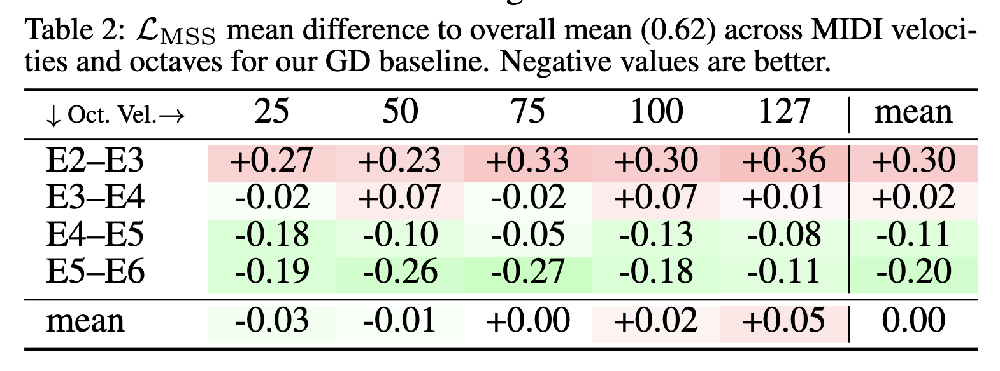 Table 2: ℒMSS mean difference to overall mean (0.62) across MIDI veloci-
ties and octaves for our GD baseline. Negative values are better.
↓ Oct. Vel.→ 25 50 75 100 127 mean
E2–E3 +0.27 +0.23 +0.33 +0.30 +0.36 +0.30
E3–E4 -0.02 +0.07 -0.02 +0.07 +0.01 +0.02
E4–E5 -0.18 -0.10 -0.05 -0.13 -0.08 -0.11
E5–E6 -0.19 -0.26 -0.27 -0.18 -0.11 -0.20
mean -0.03 -0.01 +0.00 +0.02 +0.05 0.00